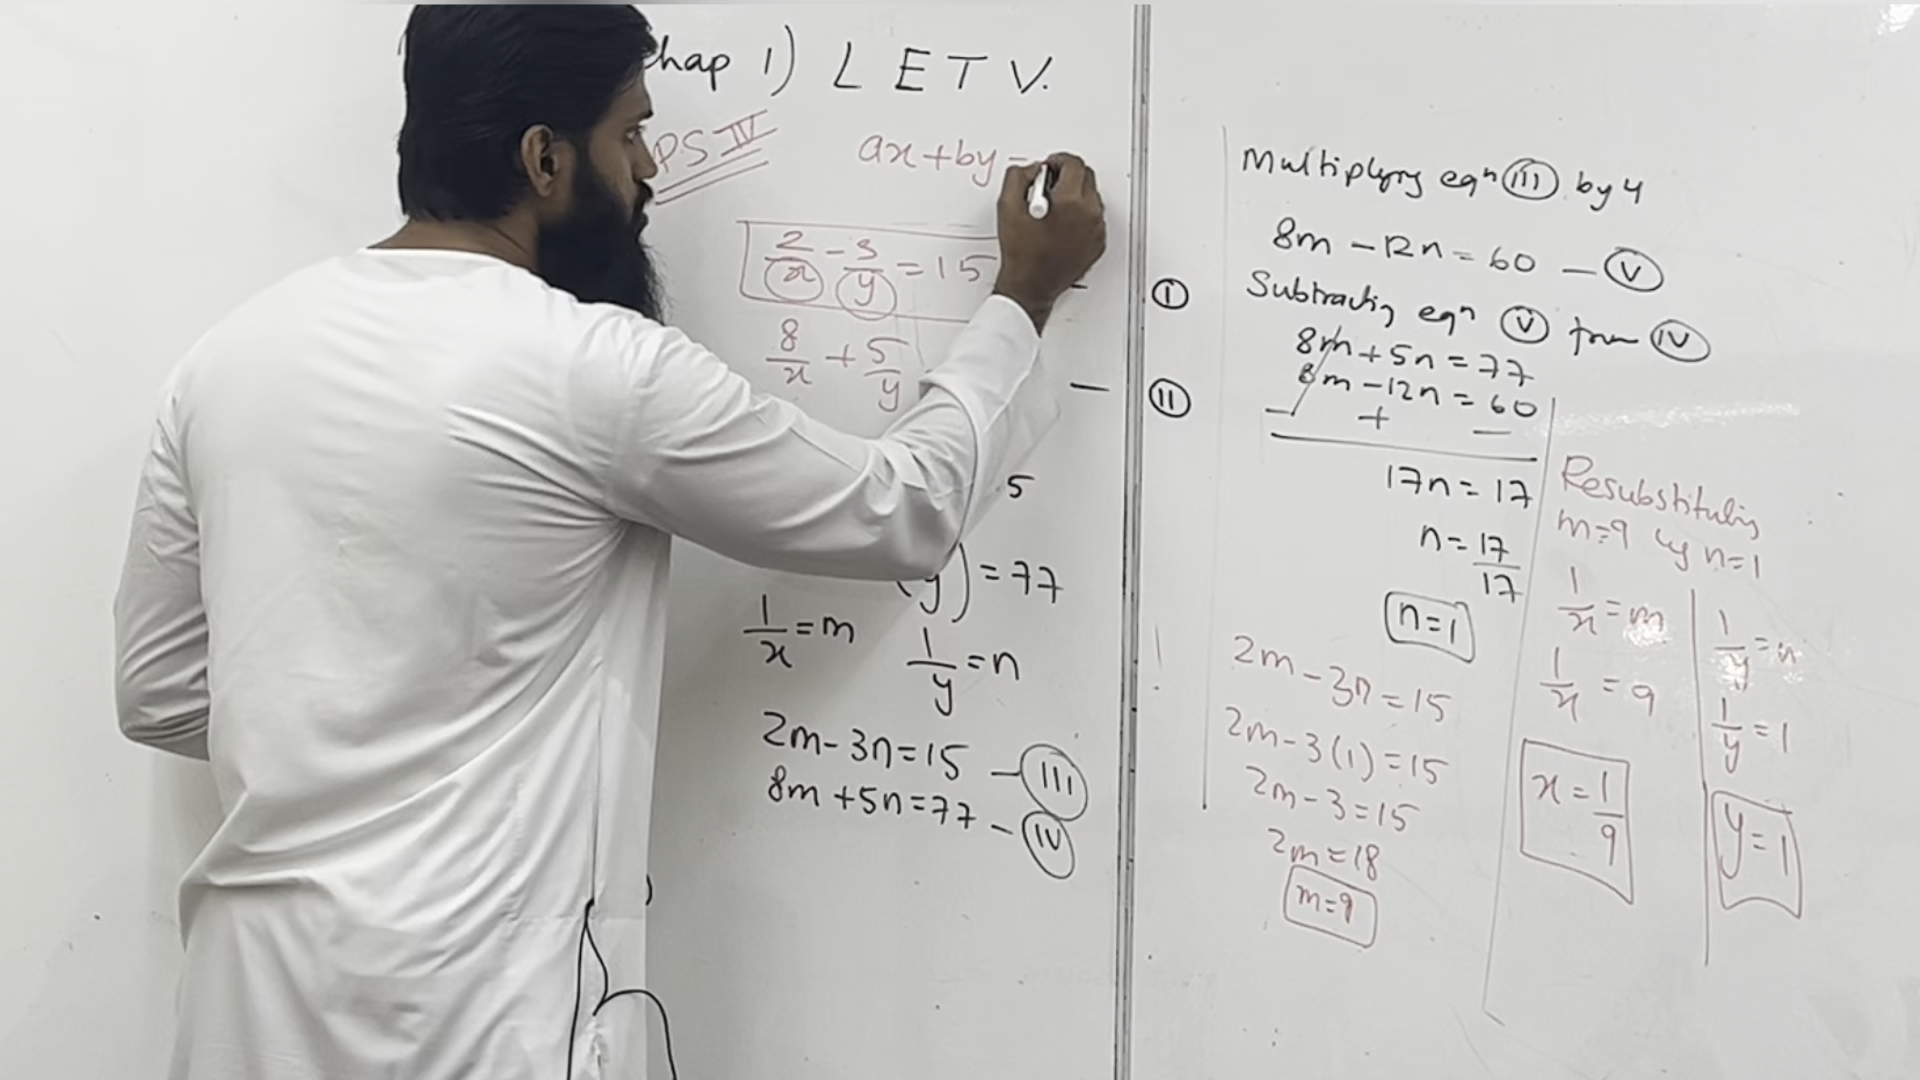 hap 1) L E T V.
PS IV
ax+by=
2/x - 3/y = 15
I
8/x + 5/y
— II
5
y) = 77
1/x = m 1/y = n
2m - 3n = 15 — III
8m + 5n = 77 — IV
Multiplying eqn III by 4
8m - 12n = 60 — V
Subtracting eqn V from IV
8m + 5n = 77
8m - 12n = 60
- + -
17n = 17
n = 17/17
n = 1
2m - 3n = 15
2m - 3(1) = 15
2m - 3 = 15
2m = 18
m = 9
Resubstituting
m = 9 n = 1
1/x = m
1/x = 9
x = 1/9
1/y = n
1/y = 1
y = 1